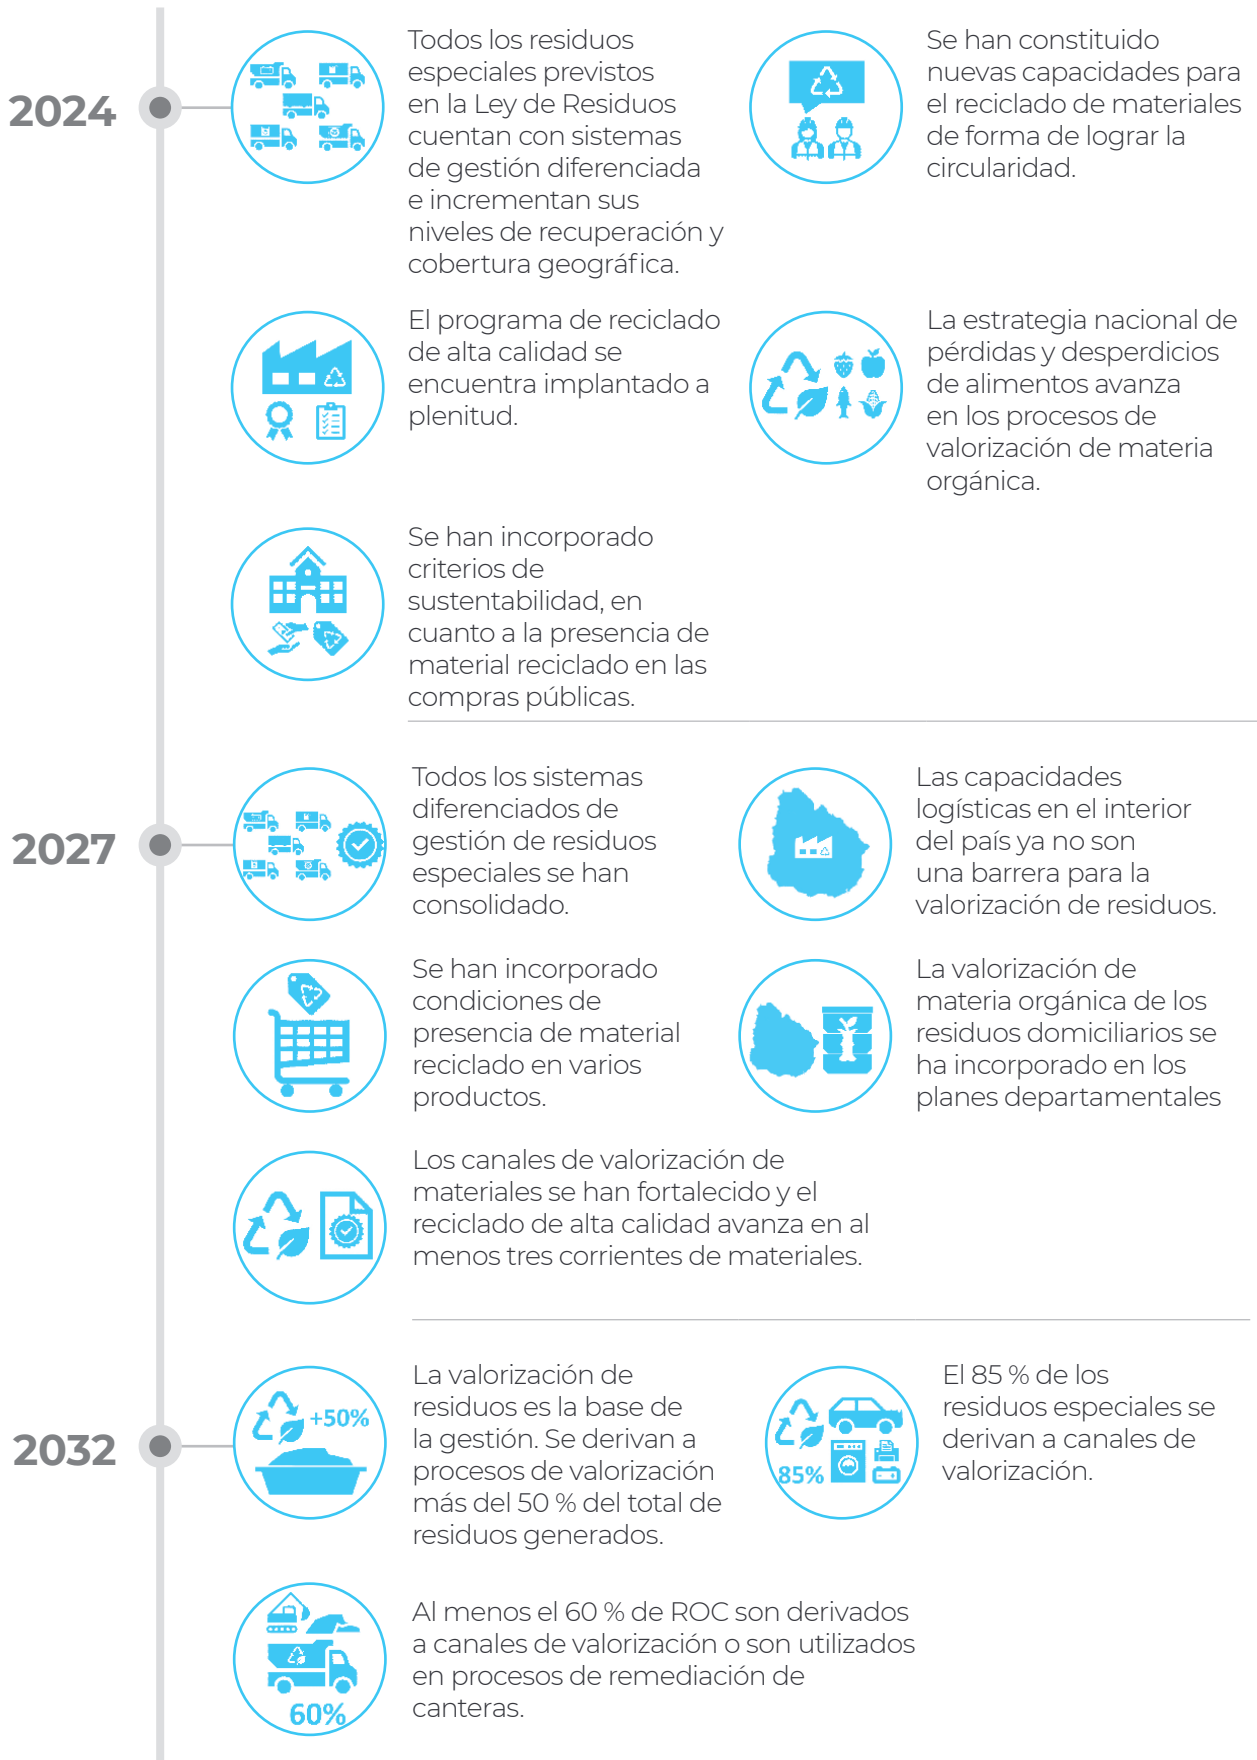 2024
Todos los residuos
especiales previstos
en la Ley de Residuos
cuentan con sistemas
de gestión diferenciada
e incrementan sus
niveles de recuperación y
cobertura geográfica.
Se han constituido
nuevas capacidades para
el reciclado de materiales
de forma de lograr la
circularidad.
El programa de reciclado
de alta calidad se
encuentra implantado a
plenitud.
La estrategia nacional de
pérdidas y desperdicios
de alimentos avanza
en los procesos de
valorización de materia
orgánica.
Se han incorporado
criterios de
sustentabilidad, en
cuanto a la presencia de
material reciclado en las
compras públicas.
2027
Todos los sistemas
diferenciados de
gestión de residuos
especiales se han
consolidado.
Las capacidades
logísticas en el interior
del país ya no son
una barrera para la
valorización de residuos.
Se han incorporado
condiciones de
presencia de material
reciclado en varios
productos.
La valorización de
materia orgánica de los
residuos domiciliarios se
ha incorporado en los
planes departamentales
Los canales de valorización de
materiales se han fortalecido y el
reciclado de alta calidad avanza en al
menos tres corrientes de materiales.
2032
+50%
La valorización de
residuos es la base de
la gestión. Se derivan a
procesos de valorización
más del 50 % del total de
residuos generados.
85%
El 85 % de los
residuos especiales se
derivan a canales de
valorización.
60%
Al menos el 60 % de ROC son derivados
a canales de valorización o son utilizados
en procesos de remediación de
canteras.